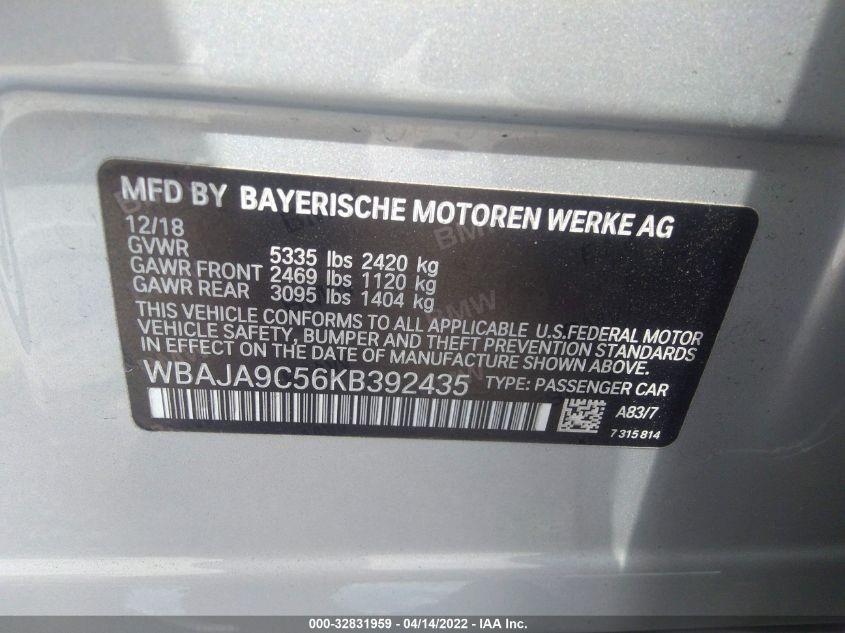 MFD BY BAYERISCHE MOTOREN WERKE AG
12/18
GVWR 5335 lbs 2420 kg
GAWR FRONT 2469 lbs 1120 kg
GAWR REAR 3095 lbs 1404 kg
THIS VEHICLE CONFORMS TO ALL APPLICABLE U.S.FEDERAL MOTOR
VEHICLE SAFETY, BUMPER AND THEFT PREVENTION STANDARDS
IN EFFECT ON THE DATE OF MANUFACTURE SHOWN ABOVE.
WBAJA9C56KB392435 TYPE: PASSENGER CAR
A83/7
7 315 814
BMW
BMW
000-32831959 - 04/14/2022 - IAA Inc.